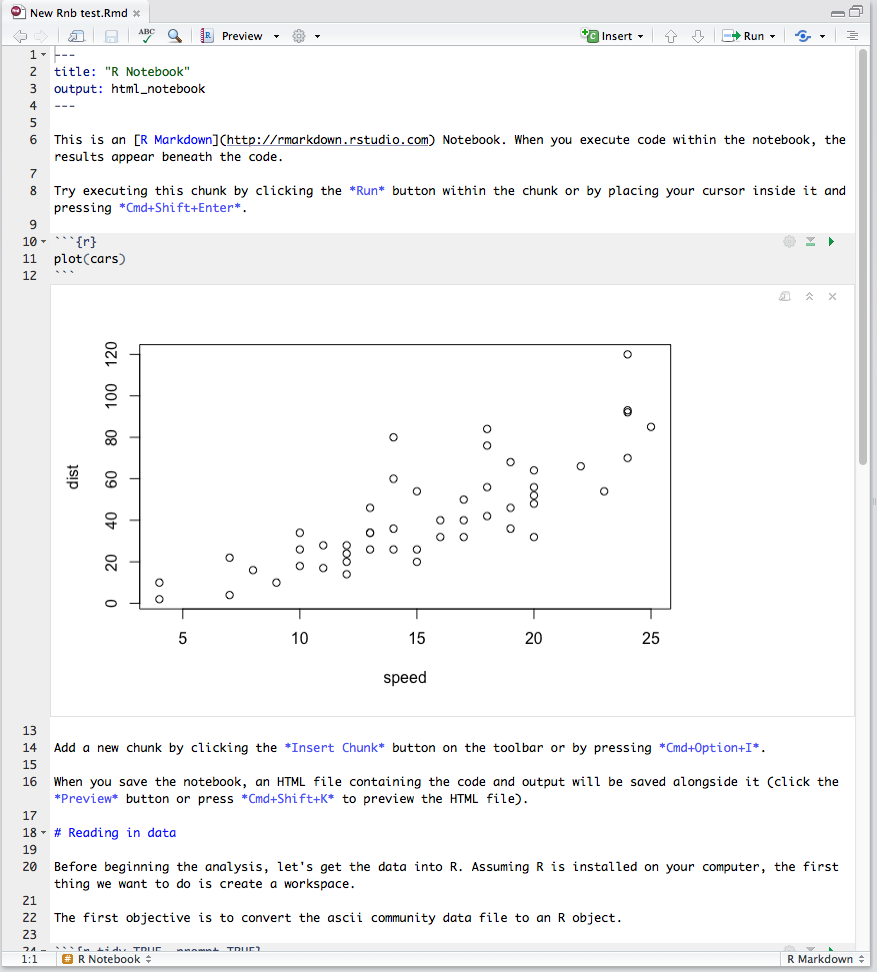 New Rnb test.Rmd
ABC Preview Insert Run
1 ---
2 title: "R Notebook"
3 output: html_notebook
4 ---
5
6 This is an [R Markdown](http://rmarkdown.rstudio.com) Notebook. When you execute code within the notebook, the
results appear beneath the code.
7
8 Try executing this chunk by clicking the *Run* button within the chunk or by placing your cursor inside it and
pressing *Cmd+Shift+Enter*.
9
10 ```{r}
11 plot(cars)
12 ```
120
100
80
60
40
20
0
dist
5 10 15 20 25
speed
13
14 Add a new chunk by clicking the *Insert Chunk* button on the toolbar or by pressing *Cmd+Option+I*.
15
16 When you save the notebook, an HTML file containing the code and output will be saved alongside it (click the
*Preview* button or press *Cmd+Shift+K* to preview the HTML file).
17
18 # Reading in data
19
20 Before beginning the analysis, let's get the data into R. Assuming R is installed on your computer, the first
thing we want to do is create a workspace.
21
22 The first objective is to convert the ascii community data file to an R object.
23
24 ```{r tidy=TRUE, prompt=TRUE}
1:1 # R Notebook R Markdown